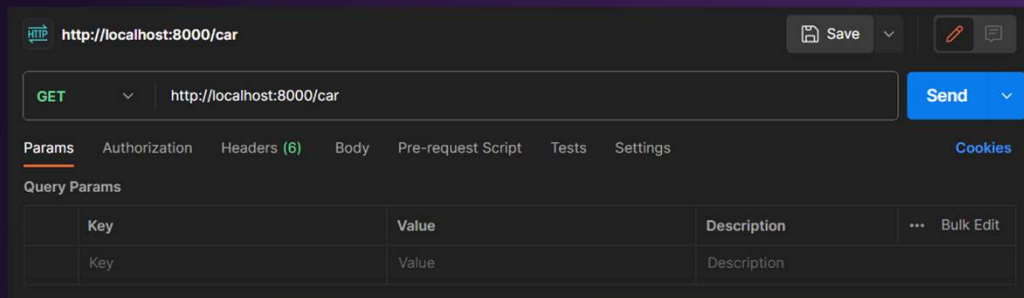 HTTP http://localhost:8000/car Save
GET http://localhost:8000/car Send
Params Authorization Headers (6) Body Pre-request Script Tests Settings Cookies
Query Params
Key Value Description ••• Bulk Edit
Key Value Description